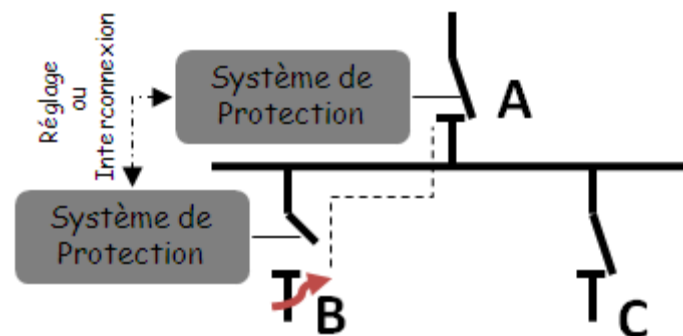 Réglage
ou
Interconnexion
Système de
Protection
A
Système de
Protection
B
C